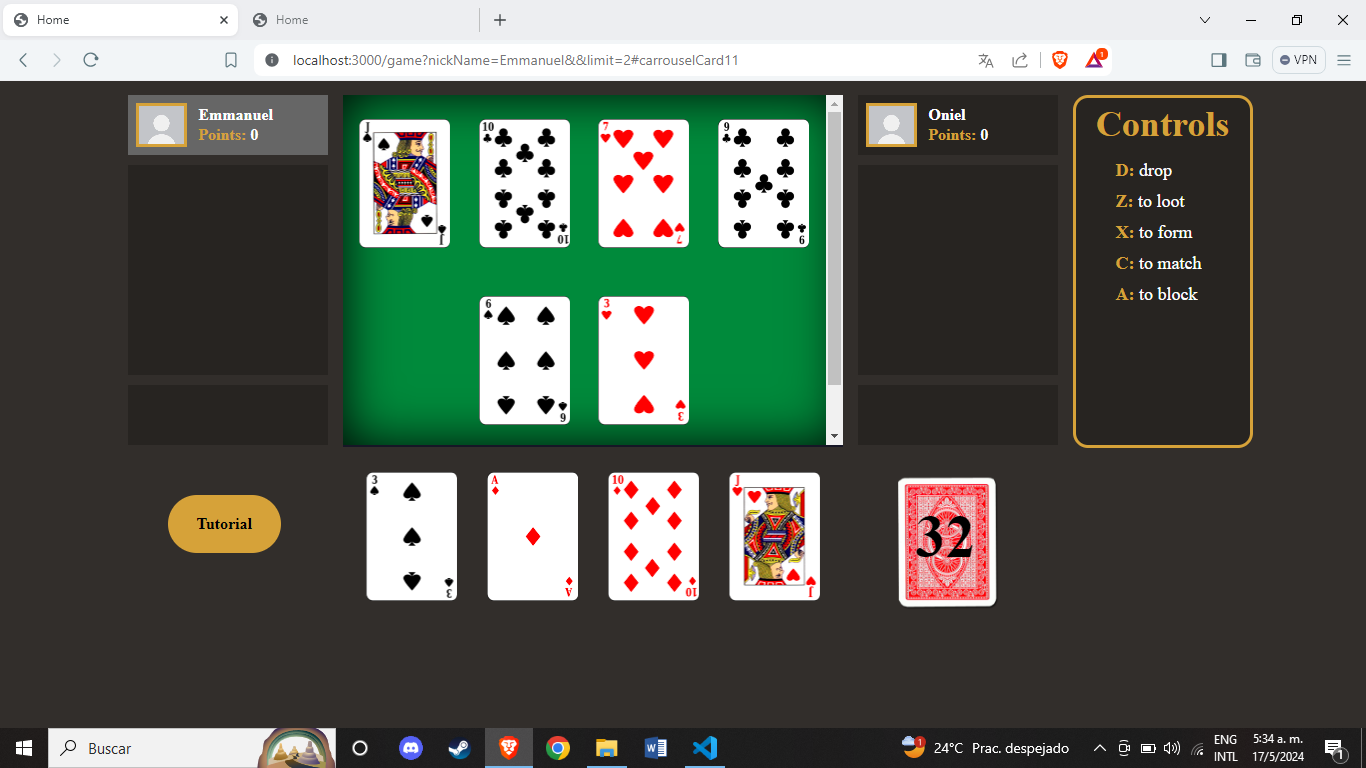 Home
Home
localhost:3000/game?nickName=Emmanuel&&limit=2#carrouselCard11
1
VPN
Emmanuel
Points: 0
J
J
10
10
7
7
9
9
6
6
3
3
Oniel
Points: 0
Controls
D: drop
Z: to loot
X: to form
C: to match
A: to block
Tutorial
3
3
A
A
10
10
J
J
32
Buscar
1
24°C Prac. despejado
ENG
INTL
5:34 a. m.
17/5/2024
1